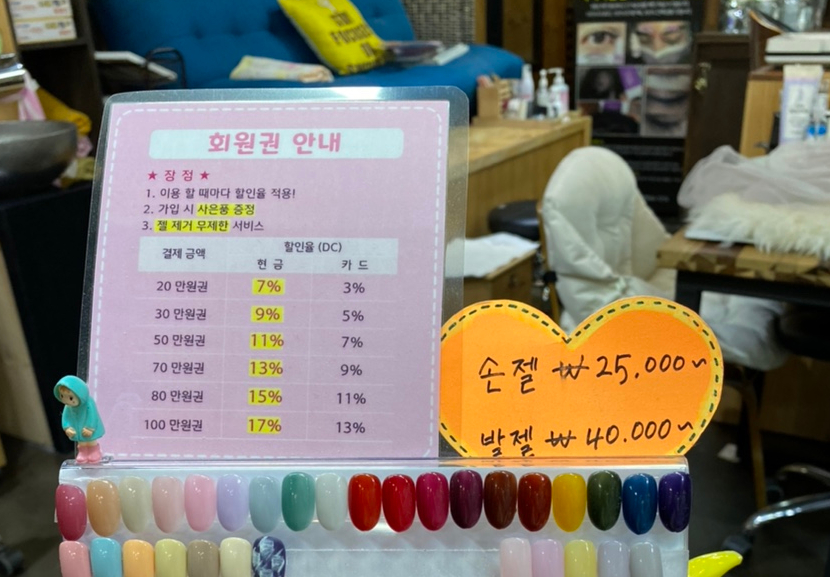 회원권 안내
★ 장 정 ★
1. 이용 할 때마다 할인율 적용!
2. 가입 시 사은품 증정
3. 젤 제거 무제한 서비스
결제 금액 할인율 (DC)
현 금 카 드
20 만원권 7% 3%
30 만원권 9% 5%
50 만원권 11% 7%
70 만원권 13% 9%
80 만원권 15% 11%
100 만원권 17% 13%
손젤 ₩25,000~
발젤 ₩40.000~